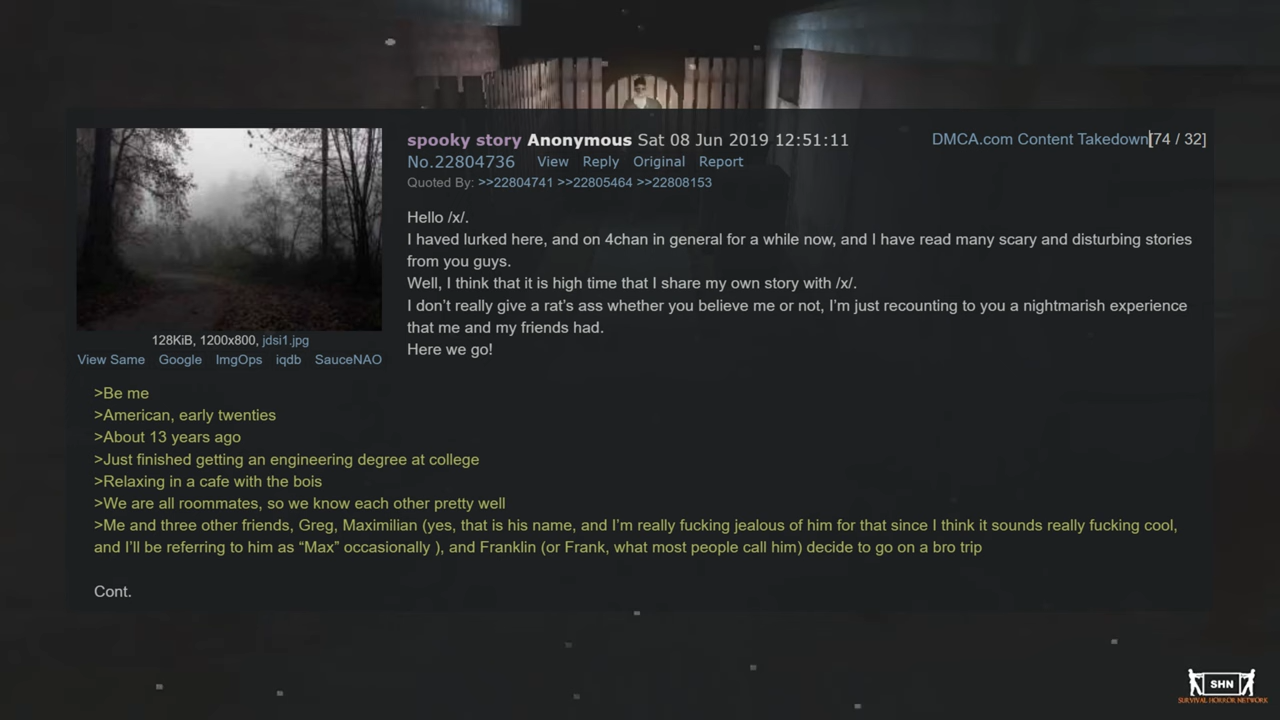 spooky story Anonymous Sat 08 Jun 2019 12:51:11
DMCA.com Content Takedown[74 / 32]
No.22804736 View Reply Original Report
Quoted By: >>22804741 >>22805464 >>22808153
Hello /x/.
I haved lurked here, and on 4chan in general for a while now, and I have read many scary and disturbing stories
from you guys.
Well, I think that it is high time that I share my own story with /x/.
I don't really give a rat's ass whether you believe me or not, I'm just recounting to you a nightmarish experience
that me and my friends had.
Here we go!
128KiB, 1200x800, jdsi1.jpg
View Same Google ImgOps iqdb SauceNAO
>Be me
>American, early twenties
>About 13 years ago
>Just finished getting an engineering degree at college
>Relaxing in a cafe with the bois
>We are all roommates, so we know each other pretty well
>Me and three other friends, Greg, Maximilian (yes, that is his name, and I'm really fucking jealous of him for that since I think it sounds really fucking cool,
and I'll be referring to him as “Max” occasionally ), and Franklin (or Frank, what most people call him) decide to go on a bro trip
Cont.
SHN
SURVIVAL HORROR NETWORK